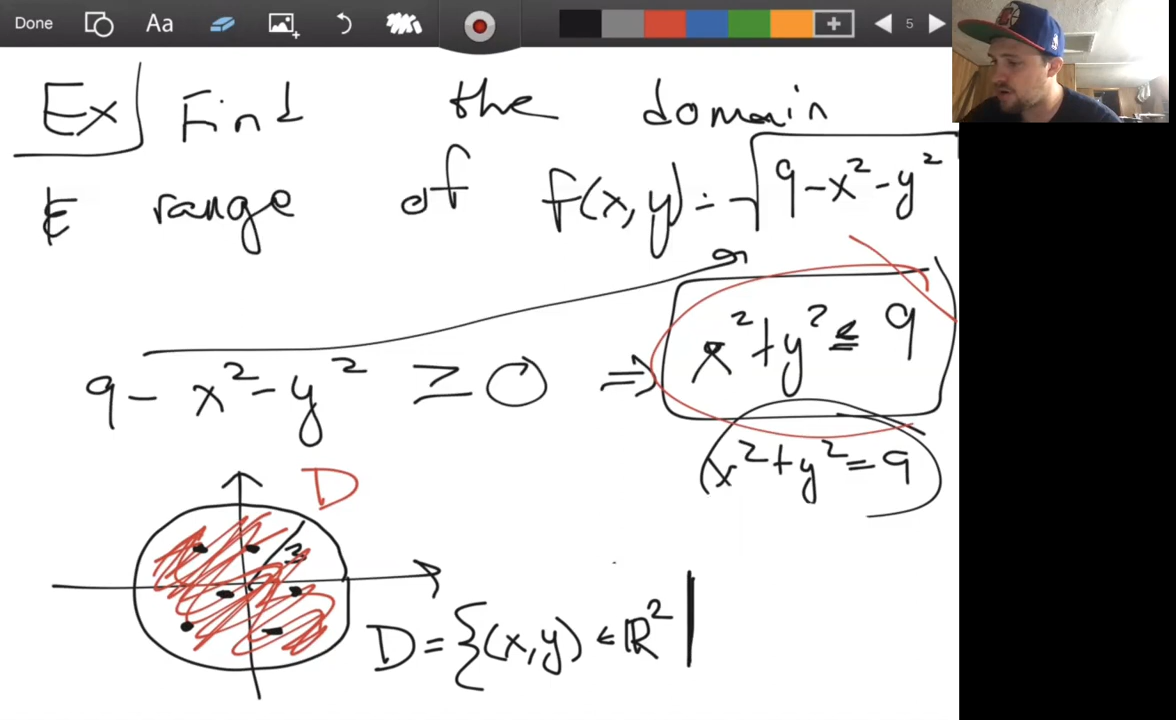 Done Aa 5
Ex Find the domain
& range of f(x,y) = √9-x²-y²
9 - x² - y² ≥ 0 ⇒ x² + y² ≤ 9
(x² + y² = 9)
D
3
D = {(x,y) ∈ ℝ² |